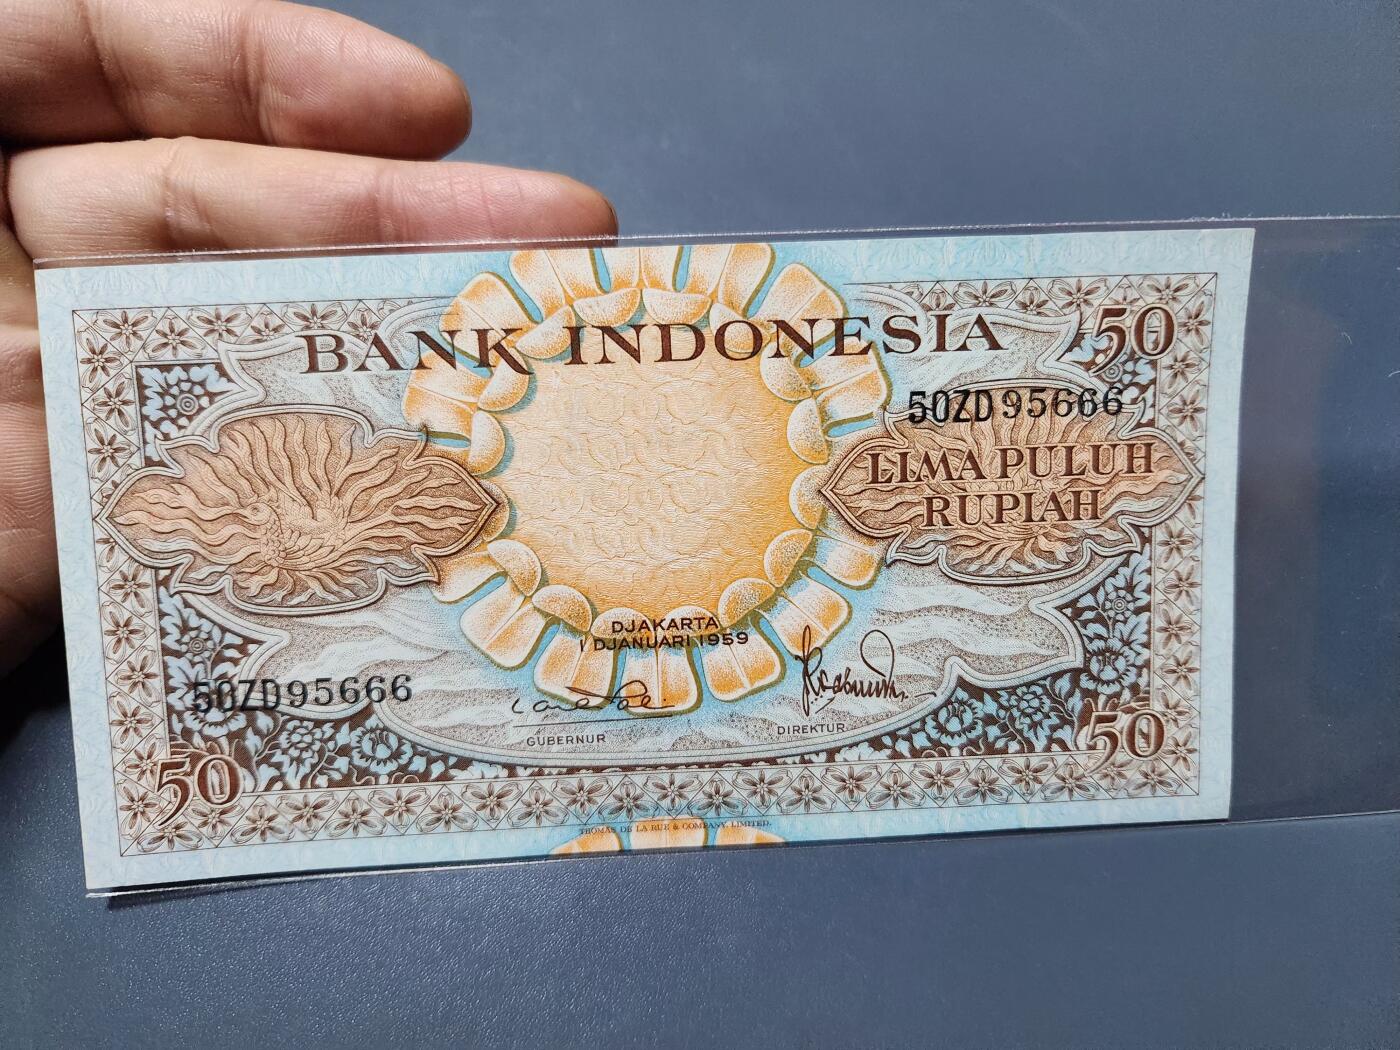 BANK INDONESIA
50
50ZD95666
LIMA PULUH
RUPIAH
DJAKARTA
1 DJANUARI 1959
50ZD95666
GUBERNUR
DIREKTUR
50
50
THOMAS DE LA RUE & COMPANY, LIMITED.